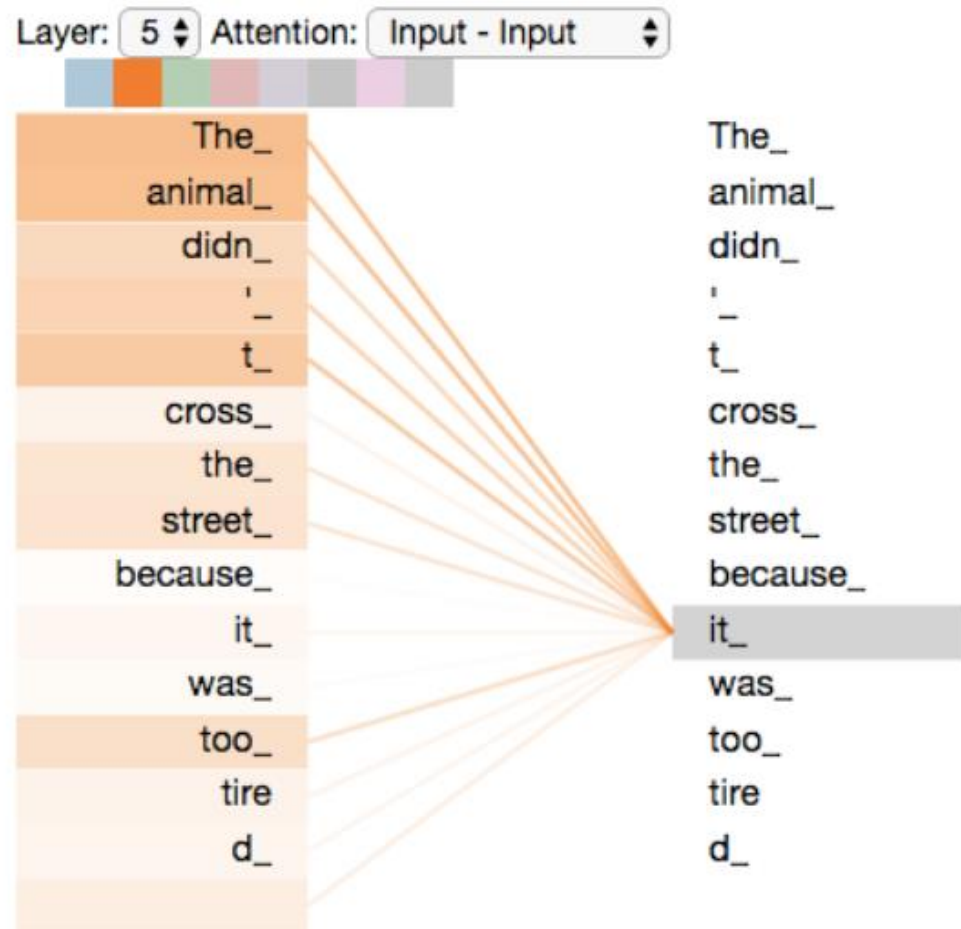 Layer: 5 Attention: Input - Input
The_ The_
animal_ animal_
didn_ didn_
'_ '_
t_ t_
cross_ cross_
the_ the_
street_ street_
because_ because_
it_ it_
was_ was_
too_ too_
tire tire
d_ d_